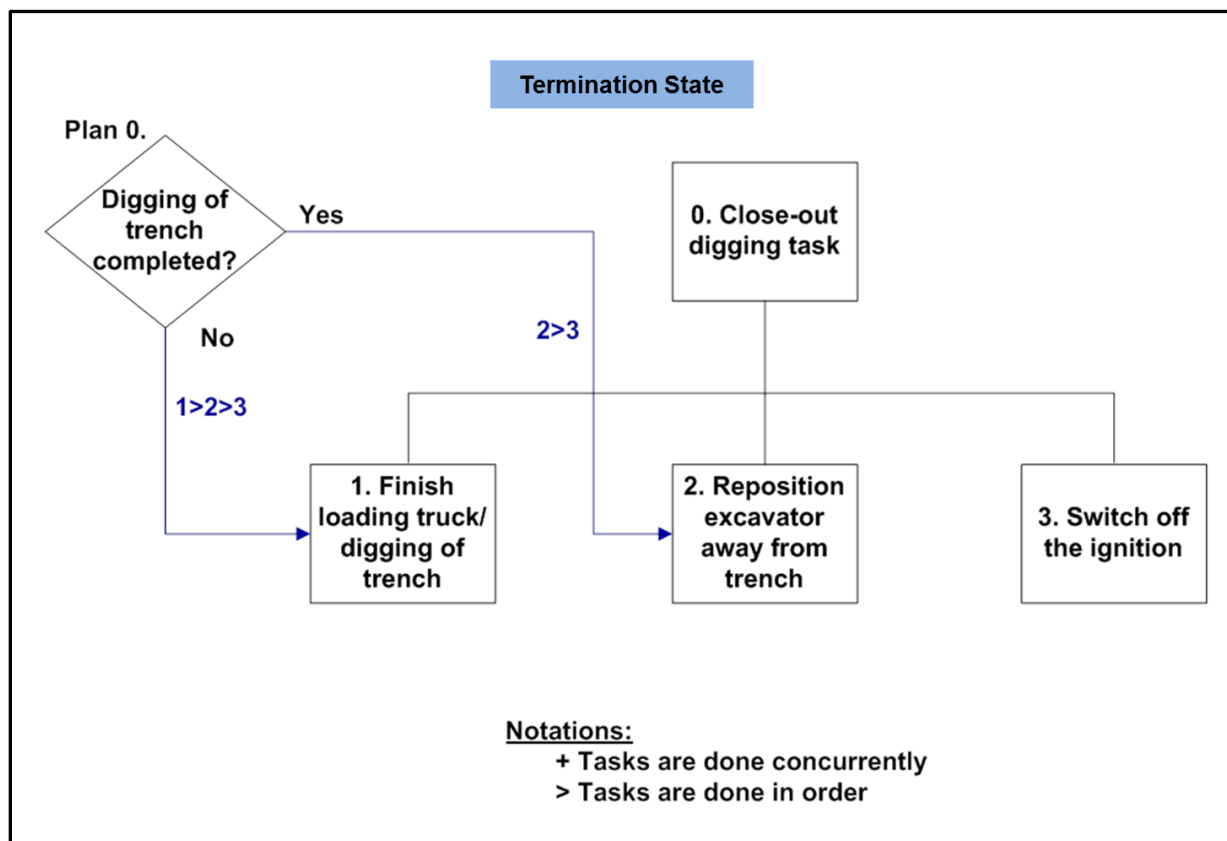 Termination State
Plan 0.
Digging of
trench
completed?
Yes
No
1>2>3
2>3
0. Close-out
digging task
1. Finish
loading truck/
digging of
trench
2. Reposition
excavator
away from
trench
3. Switch off
the ignition
Notations:
+ Tasks are done concurrently
> Tasks are done in order